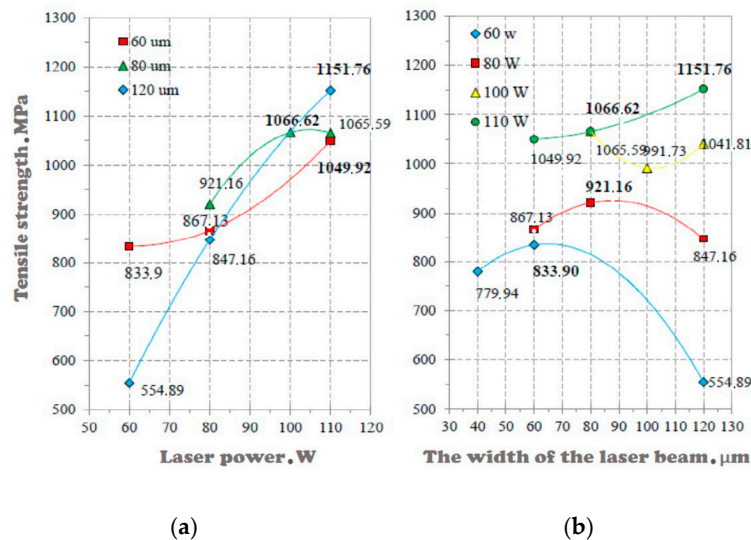 1300
1200
1100
1000
900
800
700
600
500
50 60 70 80 90 100 110 120
Tensile strength.MPa
Laser power.W
60 um
80 um
120 um
1151.76
1066.62
1065.59
1049.92
921.16
867.13
833.9
847.16
554.89
(a)
1300
1200
1100
1000
900
800
700
600
500
30 40 50 60 70 80 90 100 110 120 130
The width of the laser beam.μm
60 w
80 W
100 W
110 W
1151.76
1066.62
1049.92
1065.59
991.73
1041.81
921.16
867.13
847.16
833.90
779.94
554.89
(b)